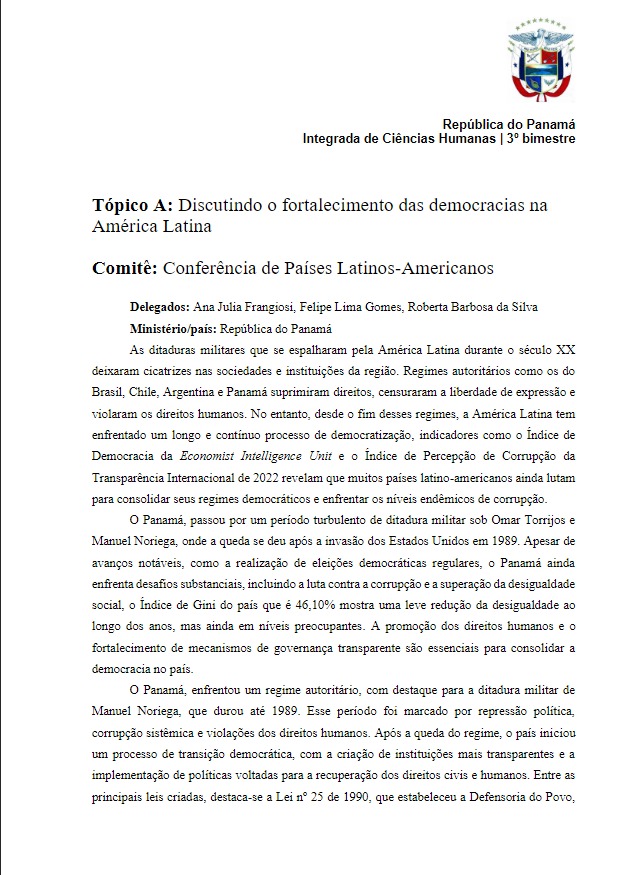 República do Panamá
Integrada de Ciências Humanas | 3º bimestre
Tópico A: Discutindo o fortalecimento das democracias na
América Latina
Comitê: Conferência de Países Latinos-Americanos
Delegados: Ana Julia Frangiosi, Felipe Lima Gomes, Roberta Barbosa da Silva
Ministério/país: República do Panamá
As ditaduras militares que se espalharam pela América Latina durante o século XX
deixaram cicatrizes nas sociedades e instituições da região. Regimes autoritários como os do
Brasil, Chile, Argentina e Panamá suprimiram direitos, censuraram a liberdade de expressão e
violaram os direitos humanos. No entanto, desde o fim desses regimes, a América Latina tem
enfrentado um longo e contínuo processo de democratização, indicadores como o Índice de
Democracia da Economist Intelligence Unit e o Índice de Percepção de Corrupção da
Transparência Internacional de 2022 revelam que muitos países latino-americanos ainda lutam
para consolidar seus regimes democráticos e enfrentar os níveis endêmicos de corrupção.
O Panamá, passou por um período turbulento de ditadura militar sob Omar Torrijos e
Manuel Noriega, onde a queda se deu após a invasão dos Estados Unidos em 1989. Apesar de
avanços notáveis, como a realização de eleições democráticas regulares, o Panamá ainda
enfrenta desafios substanciais, incluindo a luta contra a corrupção e a superação da desigualdade
social, o Índice de Gini do país que é 46,10% mostra uma leve redução da desigualdade ao
longo dos anos, mas ainda em níveis preocupantes. A promoção dos direitos humanos e o
fortalecimento de mecanismos de governança transparente são essenciais para consolidar a
democracia no país.
O Panamá, enfrentou um regime autoritário, com destaque para a ditadura militar de
Manuel Noriega, que durou até 1989. Esse período foi marcado por repressão política,
corrupção sistêmica e violações dos direitos humanos. Após a queda do regime, o país iniciou
um processo de transição democrática, com a criação de instituições mais transparentes e a
implementação de políticas voltadas para a recuperação dos direitos civis e humanos. Entre as
principais leis criadas, destaca-se a Lei nº 25 de 1990, que estabeleceu a Defensoria do Povo,